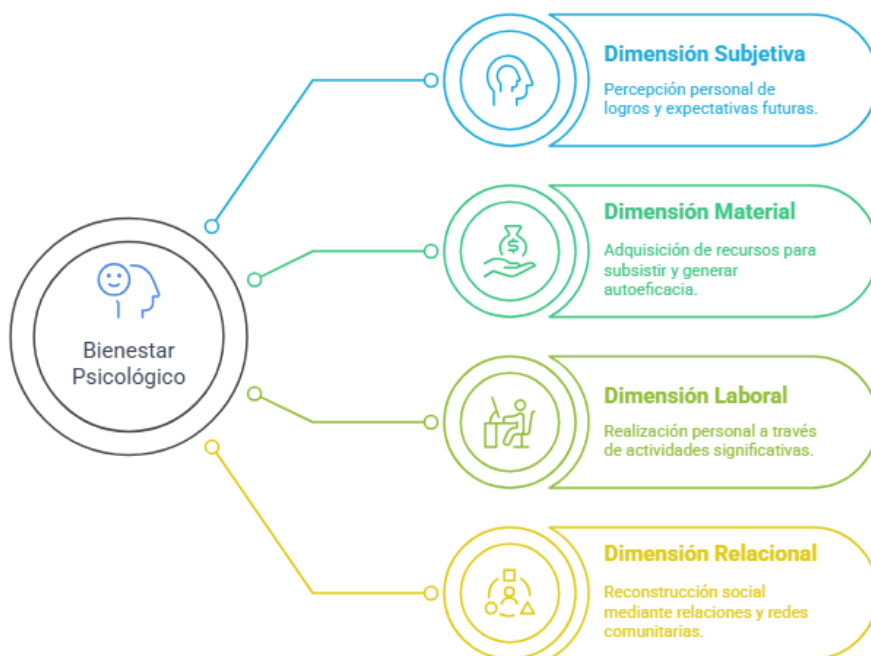 Dimensión Subjetiva
Percepción personal de
logros y expectativas futuras.
Dimensión Material
Adquisición de recursos para
subsistir y generar
autoeficacia.
Bienestar
Psicológico
Dimensión Laboral
Realización personal a través
de actividades significativas.
Dimensión Relacional
Reconstrucción social
mediante relaciones y redes
comunitarias.